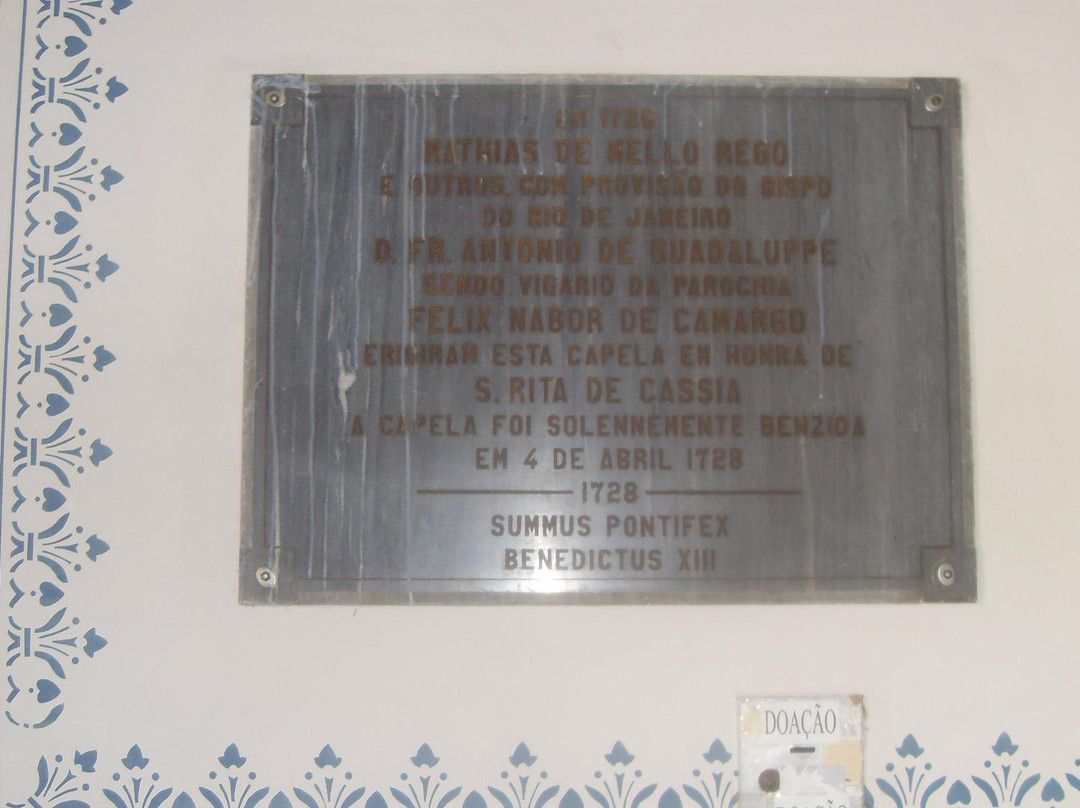 EM 1726
MATHIAS DE MELLO REGO
E OUTROS, COM PROVISÃO DO BISPO
DO RIO DE JANEIRO
D. FR. ANTONIO DE GUADALUPPE
SENDO VIGARIO DA PAROCHIA
FELIX NABOR DE CAMARGO
ERIGIRAM ESTA CAPELA EM HONRA DE
S. RITA DE CASSIA
A CAPELA FOI SOLENNEMENTE BENZIDA
EM 4 DE ABRIL 1728
1728
SUMMUS PONTIFEX
BENEDICTUS XIII
DOAÇÃO
DOAÇÃO